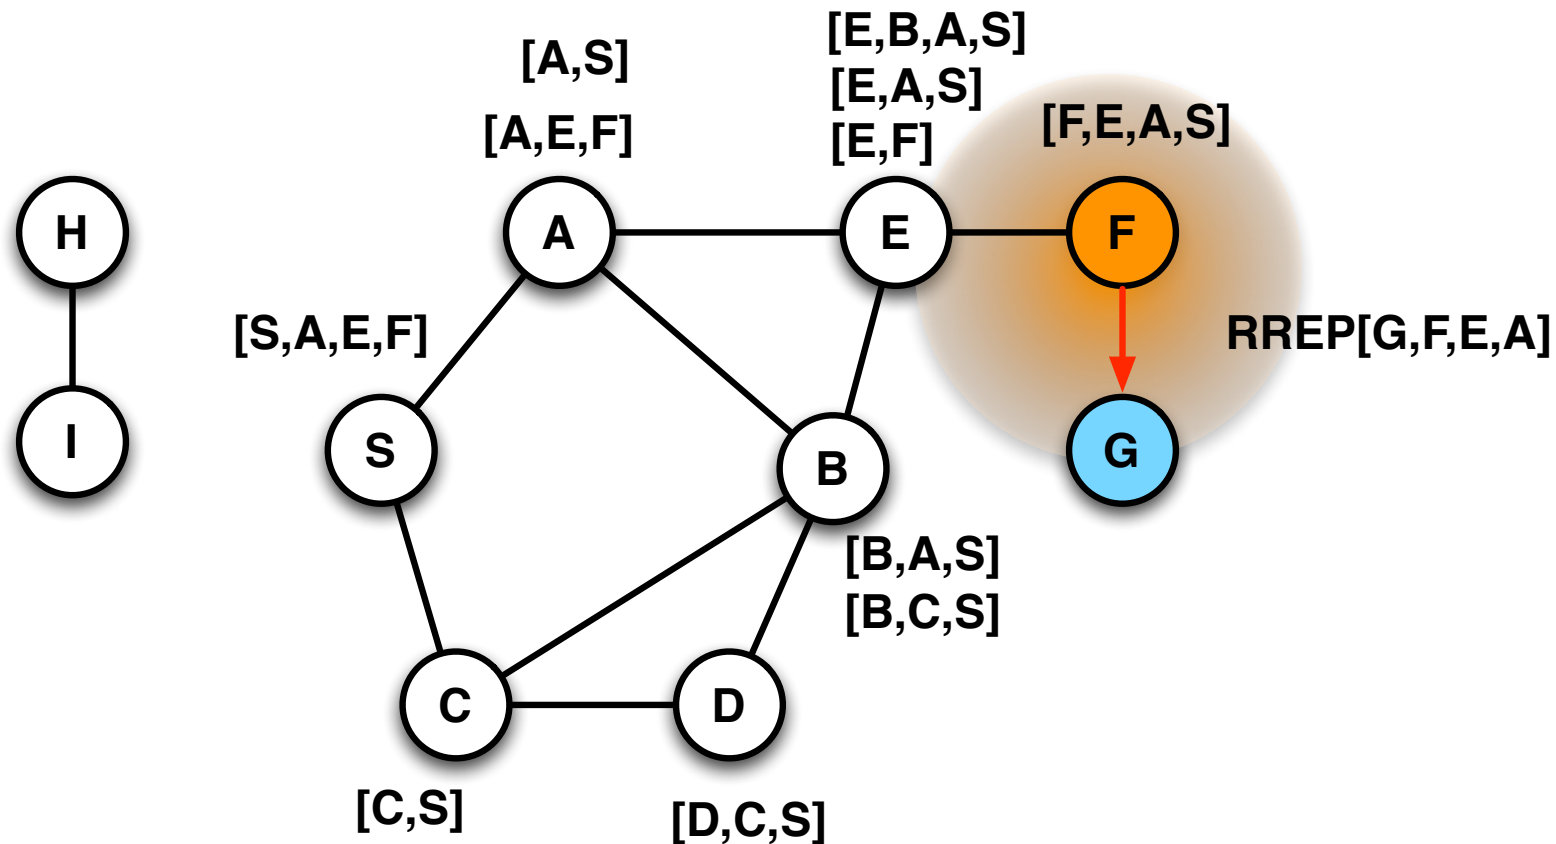 [E,B,A,S]
[A,S]
[E,A,S]
[F,E,A,S]
[A,E,F]
[E,F]
H
A
E
F
[S,A,E,F]
RREP[G,F,E,A]
I
S
B
G
[B,A,S]
[B,C,S]
C
D
[C,S]
[D,C,S]